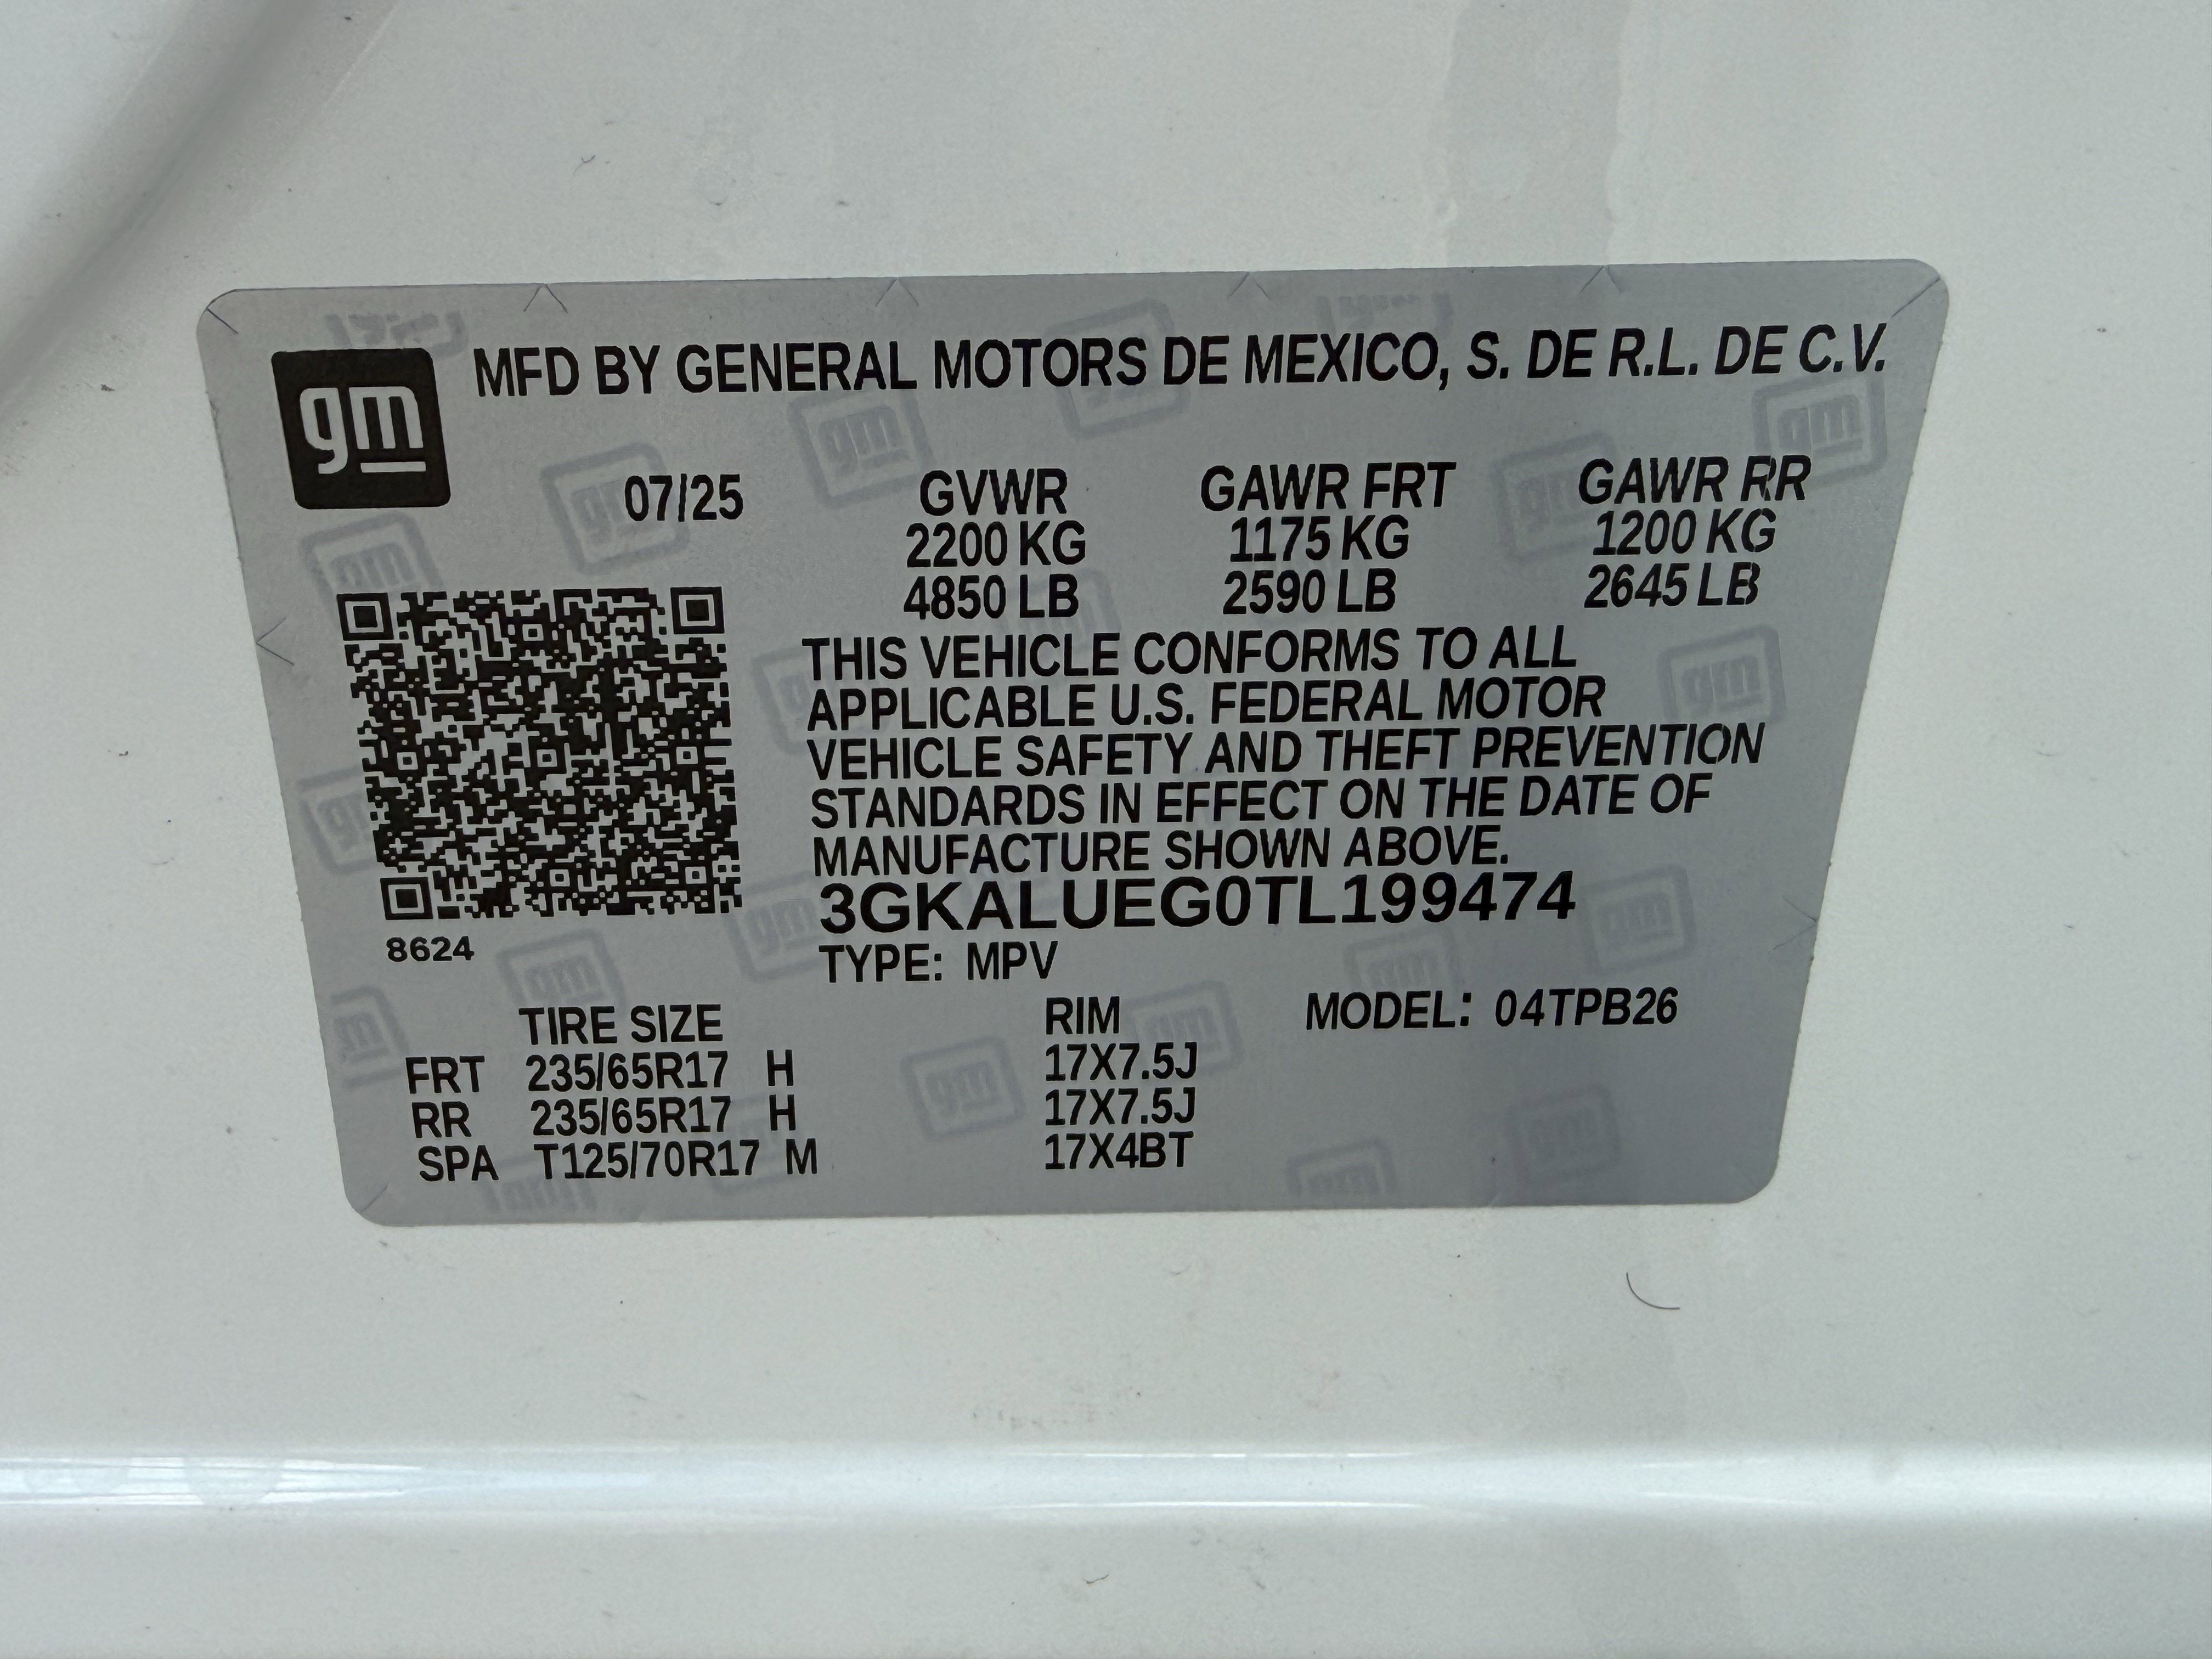 gm MFD BY GENERAL MOTORS DE MEXICO, S. DE R.L. DE C.V.
07/25 GVWR GAWR FRT GAWR RR
2200 KG 1175 KG 1200 KG
4850 LB 2590 LB 2645 LB
THIS VEHICLE CONFORMS TO ALL
APPLICABLE U.S. FEDERAL MOTOR
VEHICLE SAFETY AND THEFT PREVENTION
STANDARDS IN EFFECT ON THE DATE OF
MANUFACTURE SHOWN ABOVE.
3GKALUEG0TL199474
8624
TYPE: MPV
TIRE SIZE RIM MODEL: 04TPB26
FRT 235/65R17 H 17X7.5J
RR 235/65R17 H 17X7.5J
SPA T125/70R17 M 17X4BT